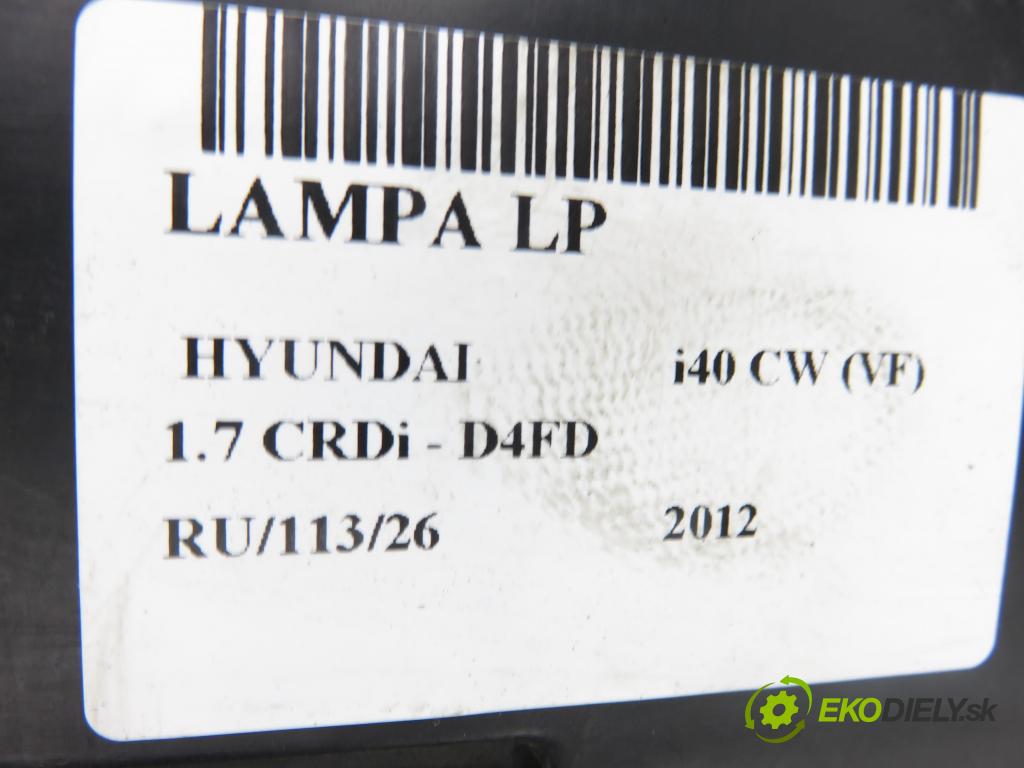 LAMPA LP
HYUNDAI i40 CW (VF)
1.7 CRDi - D4FD
RU/113/26 2012
EKODIELY.sk